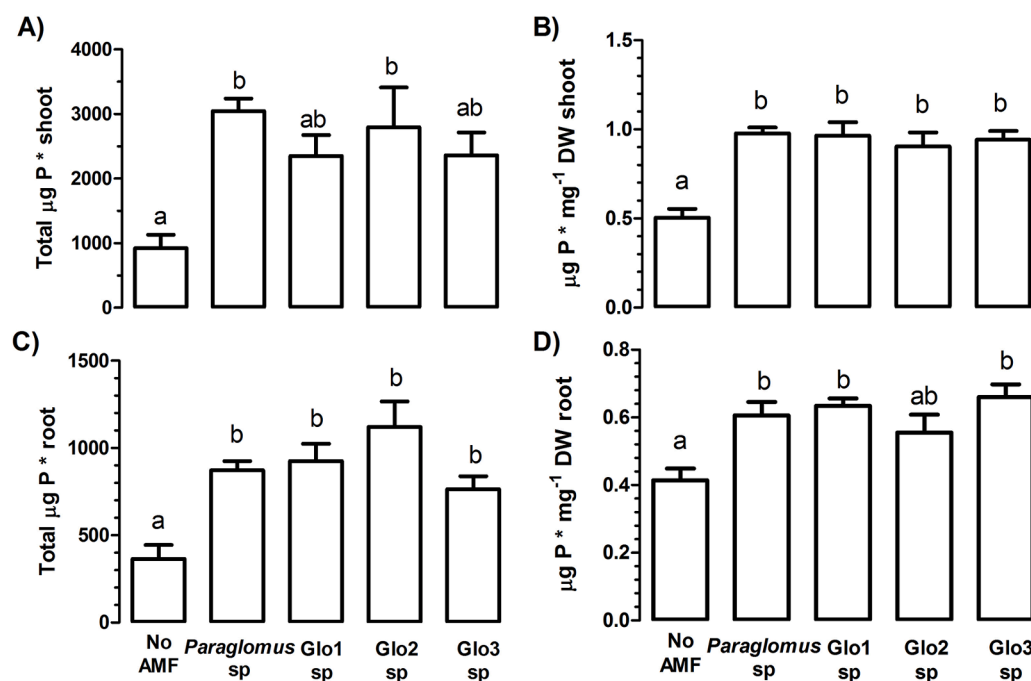 A)
Total µg P * shoot
4000
3000
2000
1000
0
a
b
ab
b
ab
B)
µg P * mg⁻¹ DW shoot
1.5
1.0
0.5
0.0
a
b
b
b
b
C)
Total µg P * root
1500
1000
500
0
a
b
b
b
b
No
AMF
Paraglomus
sp
Glo1
sp
Glo2
sp
Glo3
sp
D)
µg P * mg⁻¹ DW root
0.8
0.6
0.4
0.2
0.0
a
b
b
ab
b
No
AMF
Paraglomus
sp
Glo1
sp
Glo2
sp
Glo3
sp